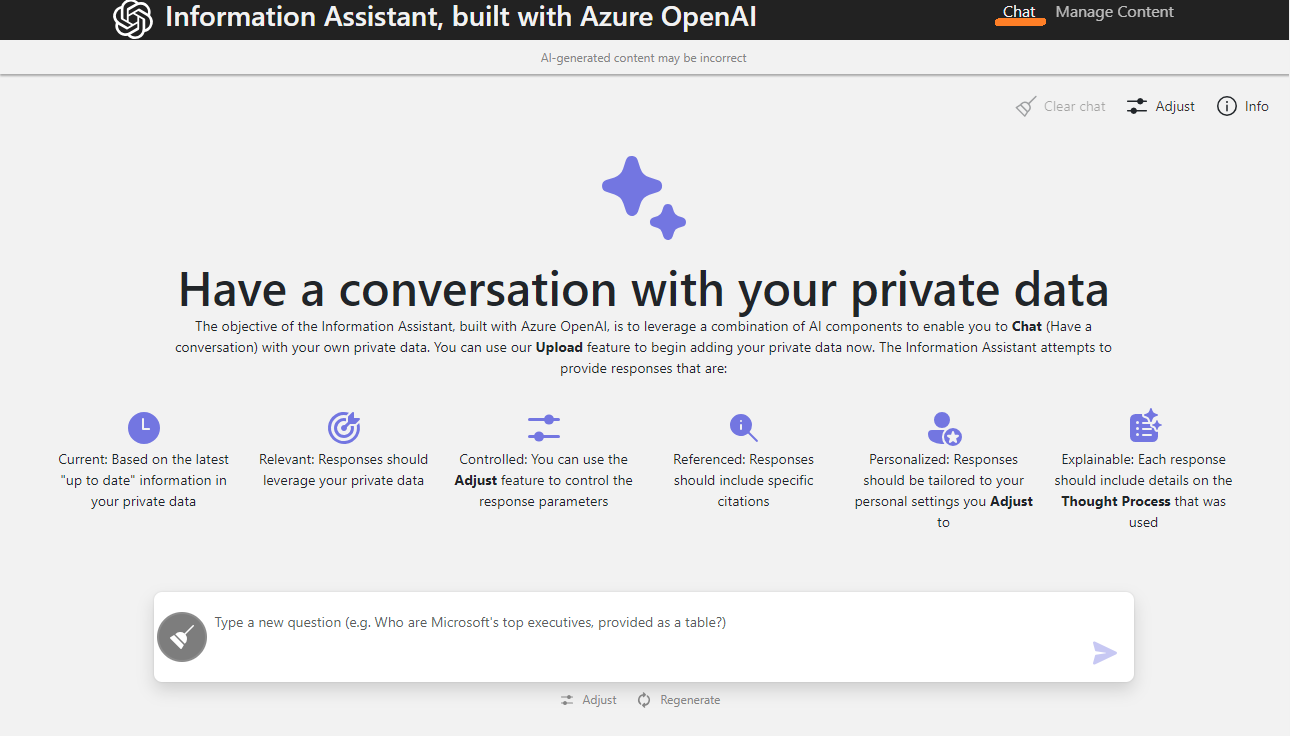 Information Assistant, built with Azure OpenAI
Chat
Manage Content
AI-generated content may be incorrect
Clear chat
Adjust
Info
Have a conversation with your private data
The objective of the Information Assistant, built with Azure OpenAI, is to leverage a combination of AI components to enable you to Chat (Have a
conversation) with your own private data. You can use our Upload feature to begin adding your private data now. The Information Assistant attempts to
provide responses that are:
Current: Based on the latest
"up to date" information in
your private data
Relevant: Responses should
leverage your private data
Controlled: You can use the
Adjust feature to control the
response parameters
Referenced: Responses
should include specific
citations
Personalized: Responses
should be tailored to your
personal settings you Adjust
to
Explainable: Each response
should include details on the
Thought Process that was
used
Type a new question (e.g. Who are Microsoft's top executives, provided as a table?)
Adjust
Regenerate